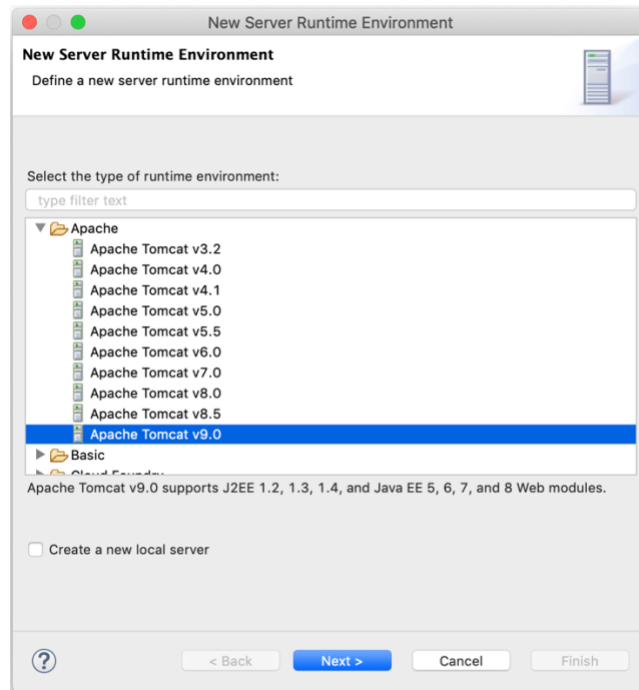 New Server Runtime Environment
New Server Runtime Environment
Define a new server runtime environment
Select the type of runtime environment:
type filter text
Apache
Apache Tomcat v3.2
Apache Tomcat v4.0
Apache Tomcat v4.1
Apache Tomcat v5.0
Apache Tomcat v5.5
Apache Tomcat v6.0
Apache Tomcat v7.0
Apache Tomcat v8.0
Apache Tomcat v8.5
Apache Tomcat v9.0
Basic
Cloud Foundry
Apache Tomcat v9.0 supports J2EE 1.2, 1.3, 1.4, and Java EE 5, 6, 7, and 8 Web modules.
Create a new local server
? < Back Next > Cancel Finish